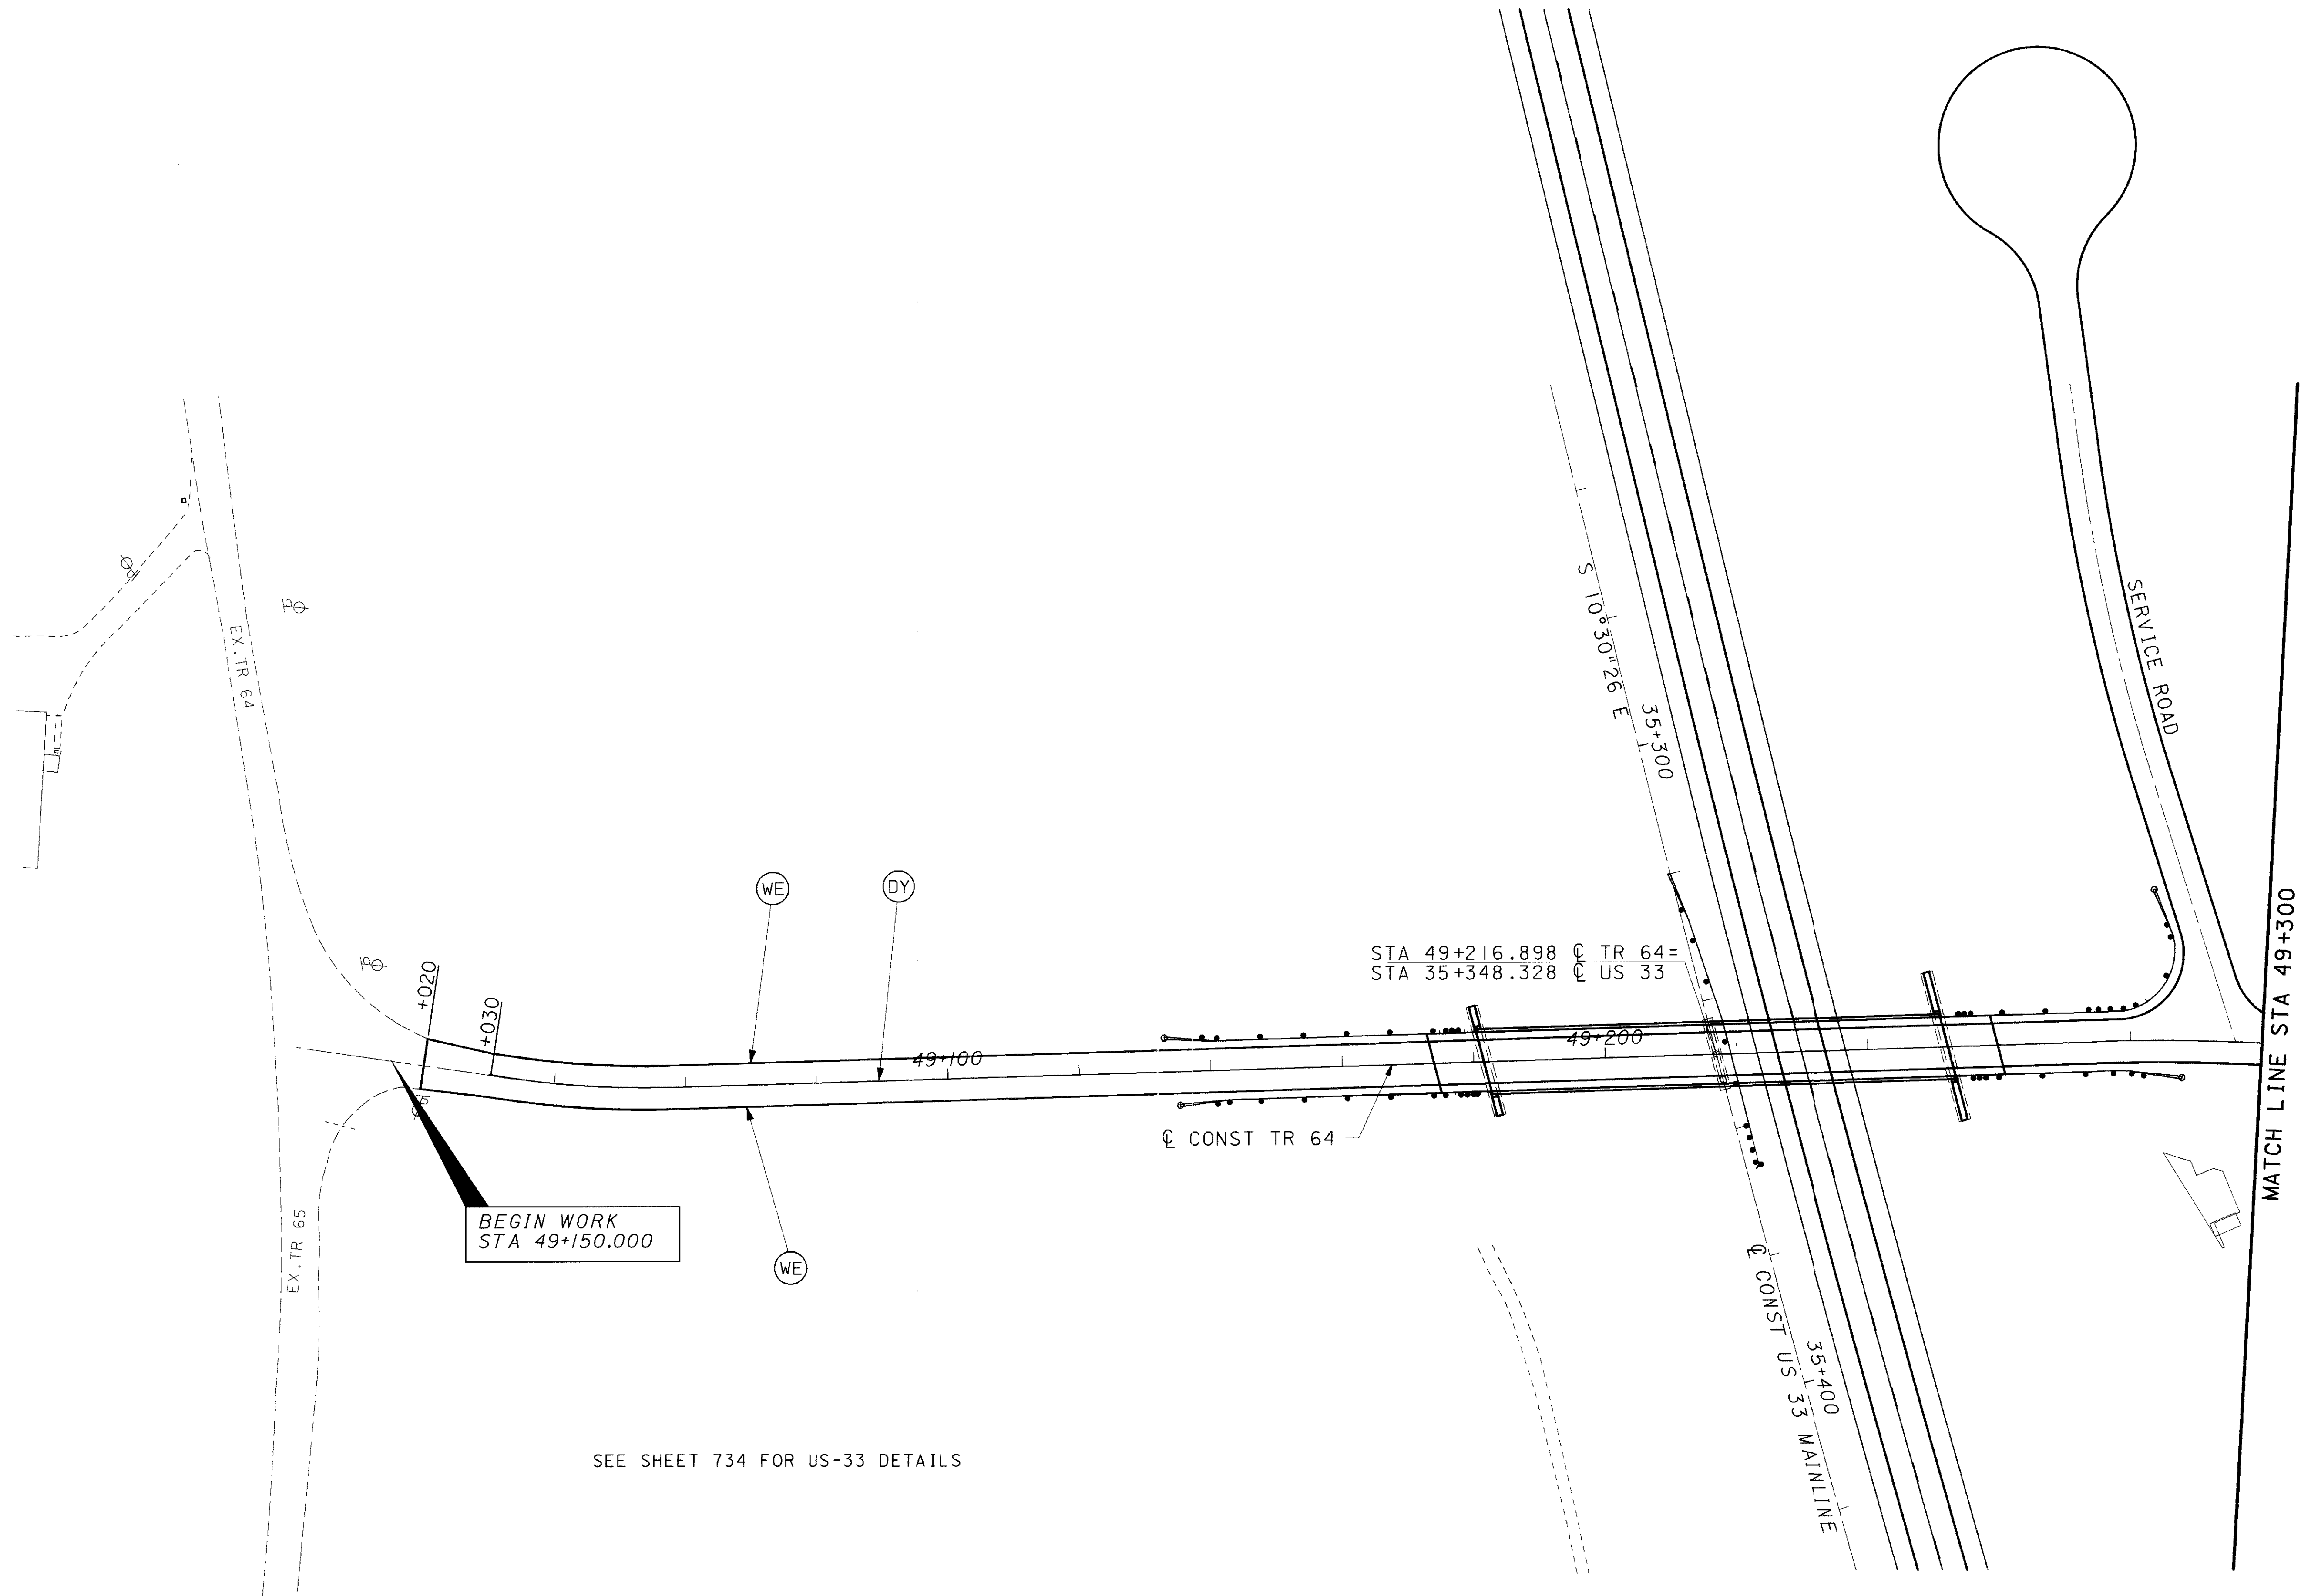 S 10°30"26 E
SERVICE ROAD
EX. TR 64
35+300
WE
DY
STA 49+216.898 ℄ TR 64=
STA 35+348.328 ℄ US 33
MATCH LINE STA 49+300
+020
+030
49+100
49+200
℄ CONST TR 64
BEGIN WORK
STA 49+150.000
EX. TR 65
WE
℄ CONST US 33 MAINLINE
35+400
SEE SHEET 734 FOR US-33 DETAILS